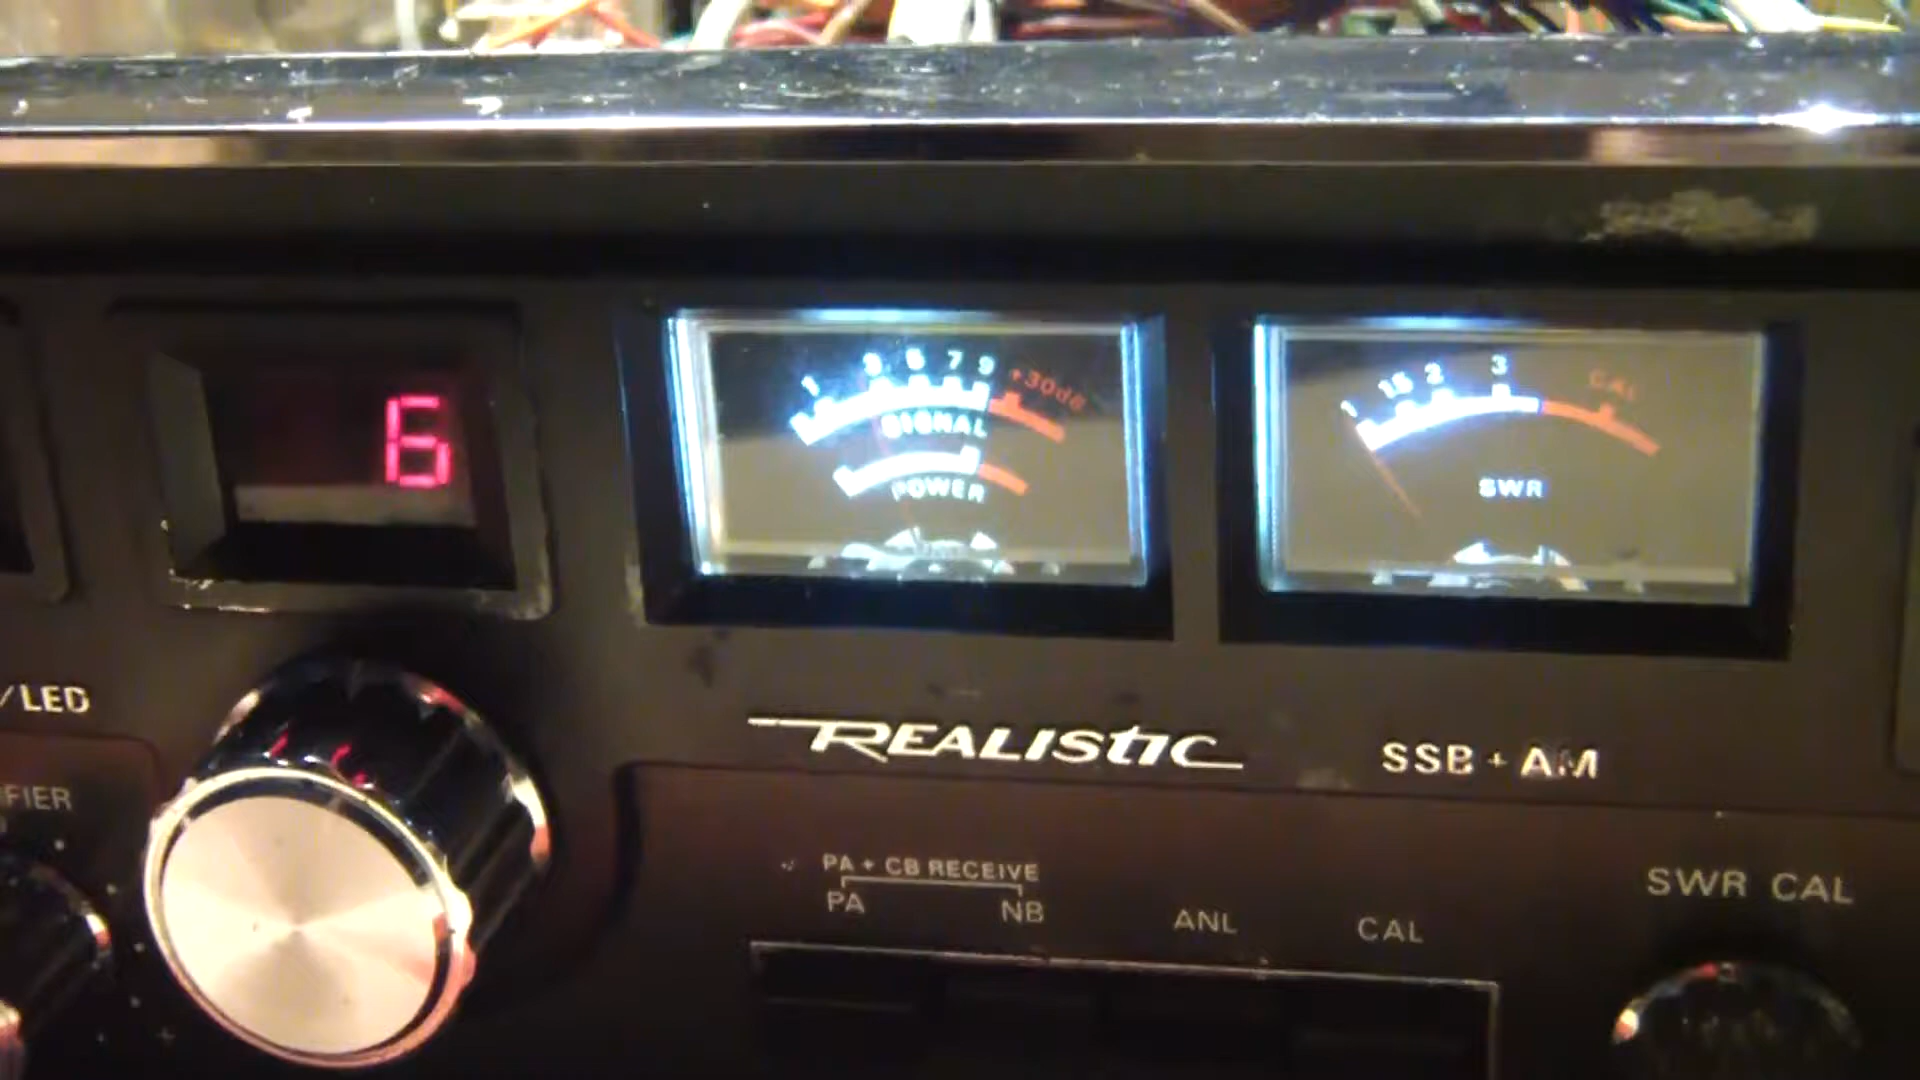 6
1 3 5 7 9 +30dB
SIGNAL
POWER
1 1.5 2 3 CAL
SWR
/LED
REALISTIC
SSB + AM
FIER
PA + CB RECEIVE
PA NB ANL CAL
SWR CAL